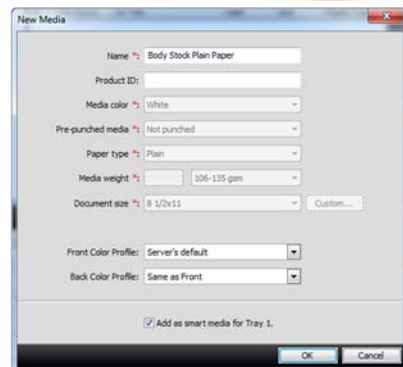 New Media
Name *: Body Stock Plain Paper
Product ID:
Media color *: White
Pre-punched media *: Not punched
Paper type *: Plain
Media weight *: 106-135 gsm
Document size *: 8 1/2x11 Custom...
Front Color Profile: Server's default
Back Color Profile: Same as Front
Add as smart media for Tray 1.
OK Cancel